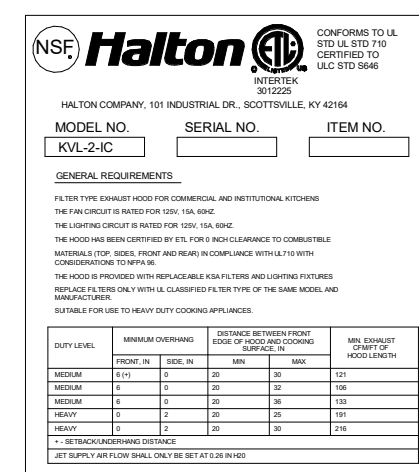 NSF
Halton
ETL
CONFORMS TO UL
STD UL STD 710
CERTIFIED TO
ULC STD S646
INTERTEK
3012225
HALTON COMPANY, 101 INDUSTRIAL DR., SCOTTSVILLE, KY 42164
MODEL NO. SERIAL NO. ITEM NO.
KVL-2-IC
GENERAL REQUIREMENTS
FILTER TYPE EXHAUST HOOD FOR COMMERCIAL AND INSTITUTIONAL KITCHENS
THE FAN CIRCUIT IS RATED FOR 125V, 15A, 60HZ.
THE LIGHTING CIRCUIT IS RATED FOR 125V, 15A, 60HZ.
THE HOOD HAS BEEN CERTIFIED BY ETL FOR 0 INCH CLEARANCE TO COMBUSTIBLE
MATERIALS (TOP, SIDES, FRONT AND REAR) IN COMPLIANCE WITH UL710 WITH
CONSIDERATIONS TO NFPA 96.
THE HOOD IS PROVIDED WITH REPLACEABLE KSA FILTERS AND LIGHTING FIXTURES
REPLACE FILTERS ONLY WITH UL CLASSIFIED FILTER TYPE OF THE SAME MODEL AND
MANUFACTURER.
SUITABLE FOR USE TO HEAVY DUTY COOKING APPLIANCES.
DUTY LEVEL
MINIMUM OVERHANG
DISTANCE BETWEEN FRONT
EDGE OF HOOD AND COOKING
SURFACE, IN
MIN. EXHAUST
CFM/FT OF
HOOD LENGTH
FRONT, IN SIDE, IN MIN MAX
MEDIUM 6 (+) 0 20 30 121
MEDIUM 6 0 20 32 106
MEDIUM 6 0 20 36 133
HEAVY 0 2 20 25 191
HEAVY 0 2 20 30 216
+ - SETBACK/UNDERHANG DISTANCE
JET SUPPLY AIR FLOW SHALL ONLY BE SET AT 0.26 IN H20